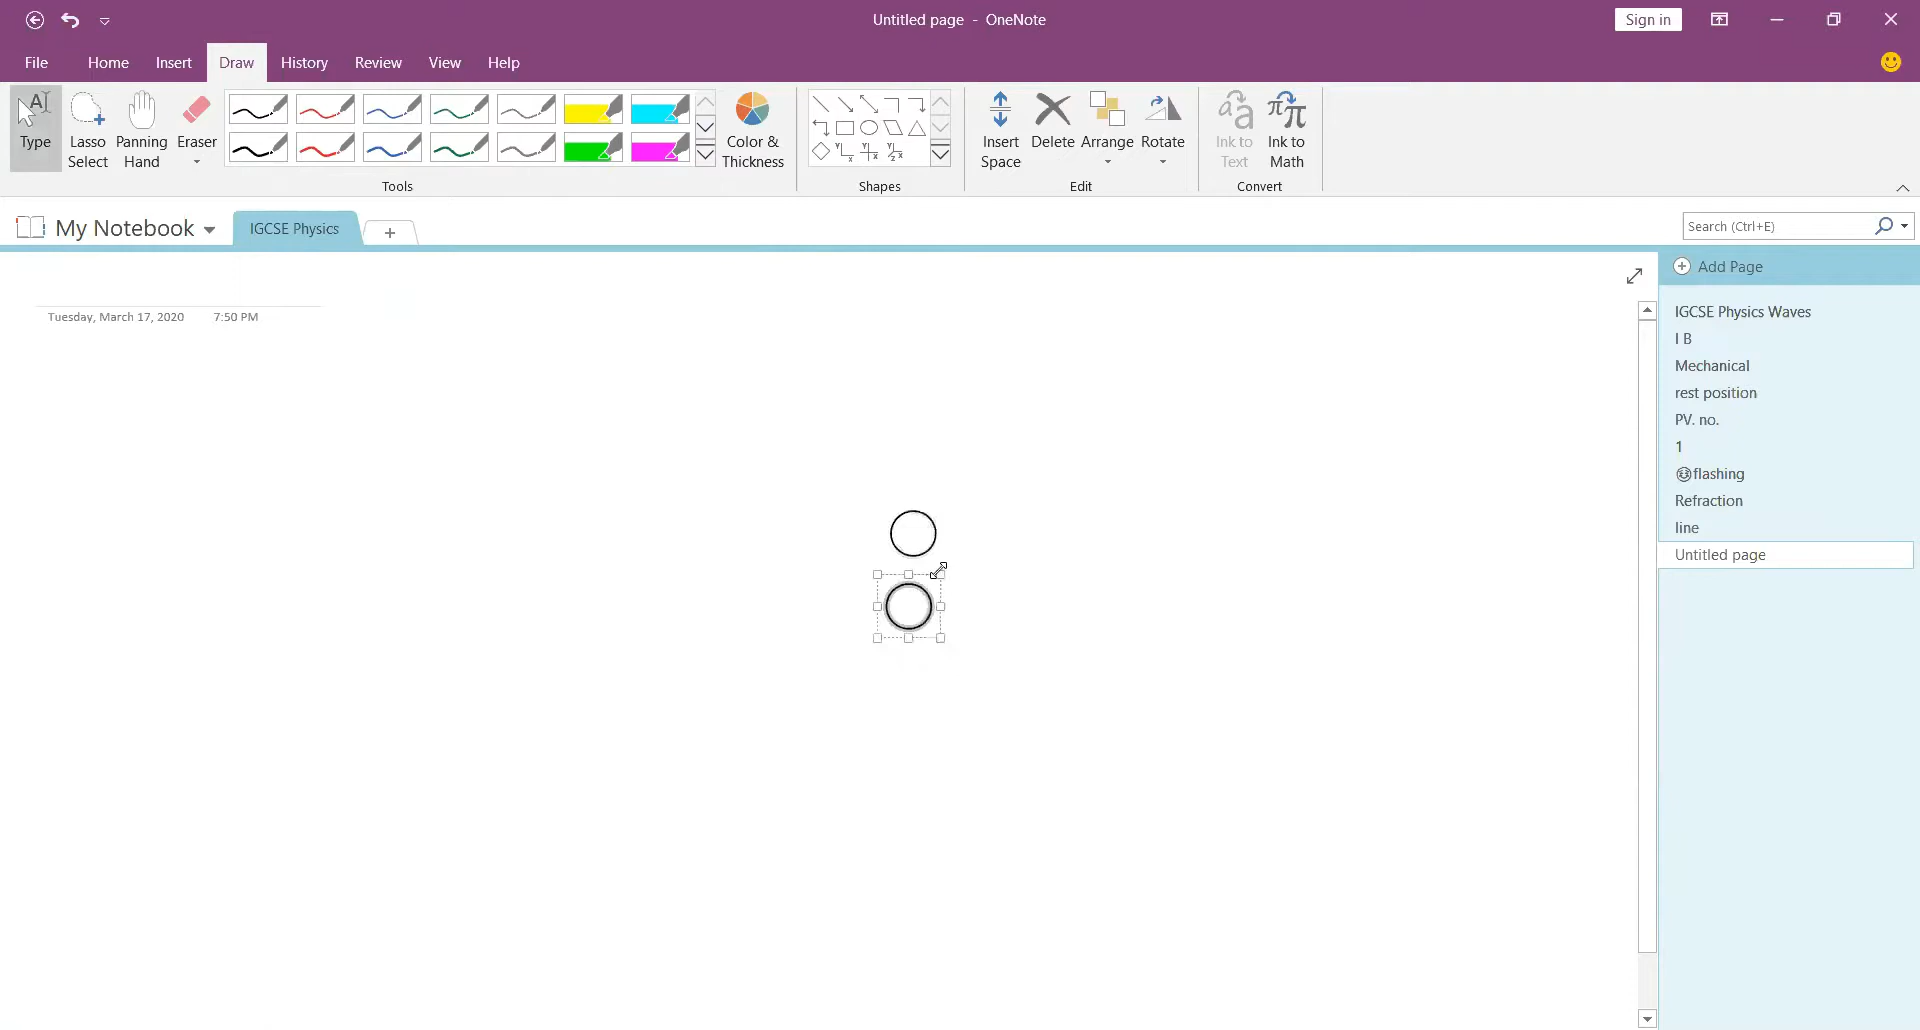 Untitled page - OneNote
Sign in
File Home Insert Draw History Review View Help
Type
Lasso Select
Panning Hand
Eraser
Color & Thickness
Insert Space
Delete
Arrange
Rotate
Ink to Text
Ink to Math
Tools
Shapes
Edit
Convert
My Notebook
IGCSE Physics
+
Search (Ctrl+E)
Add Page
Tuesday, March 17, 2020 7:50 PM
IGCSE Physics Waves
I B
Mechanical
rest position
PV. no.
1
flashing
Refraction
line
Untitled page